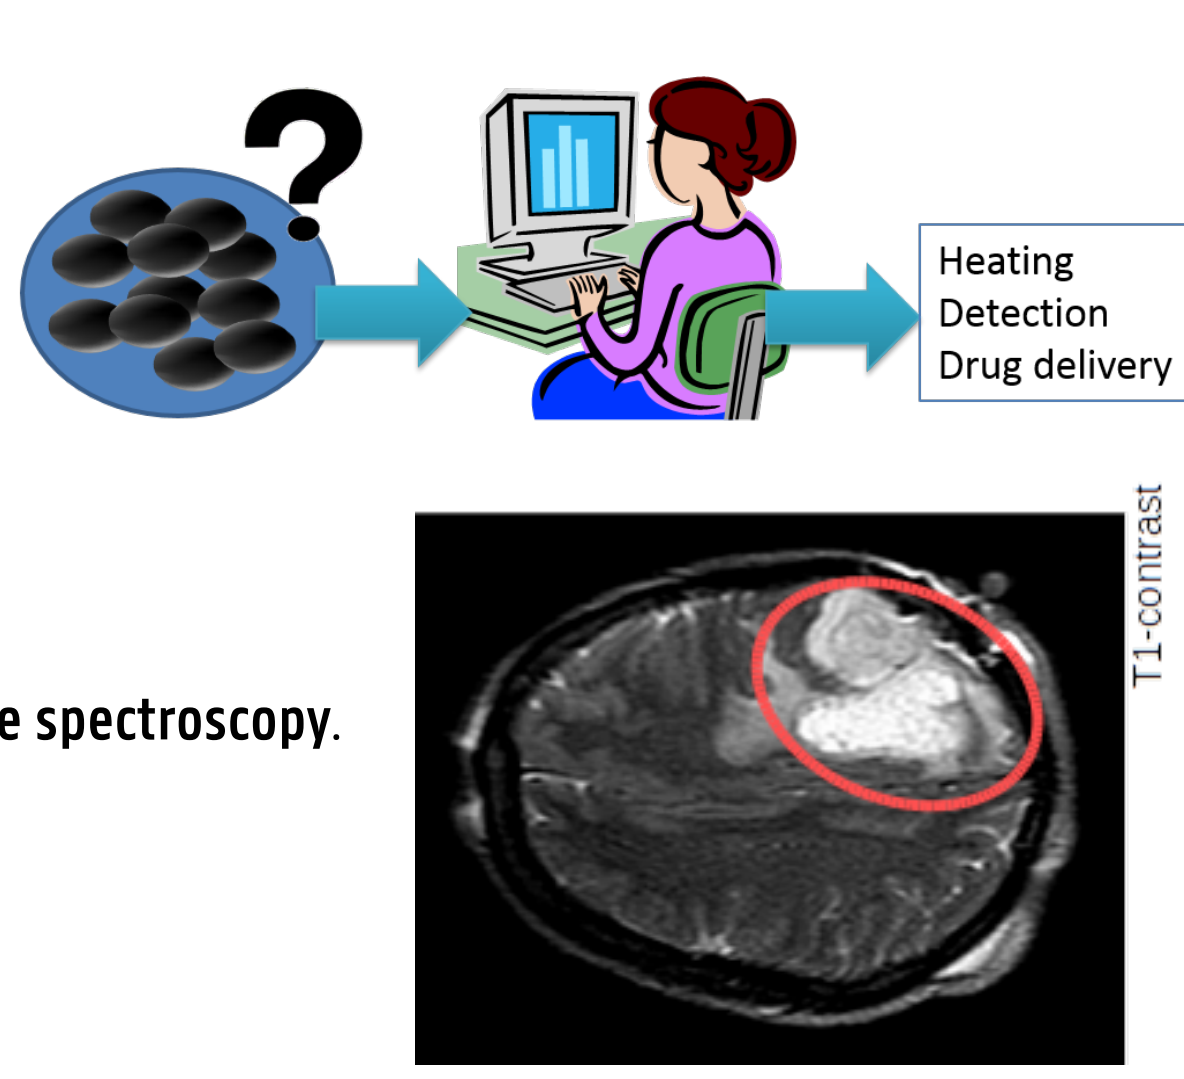 ?
Heating
Detection
Drug delivery
T1-contrast
e spectroscopy.